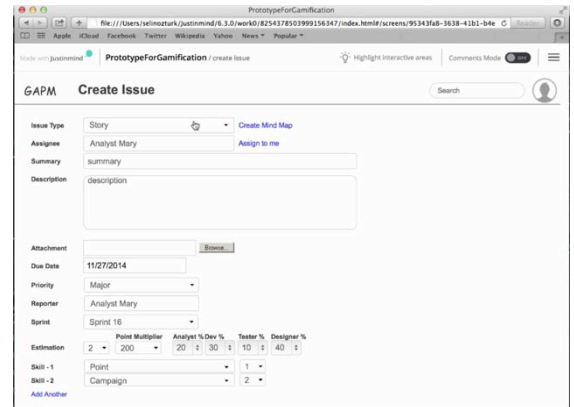 PrototypeForGamification
file:///Users/selinozturk/Justinmind/6.3.0/work0/8254378503999156347/index.html#/screens/95343fa8-3638-41b1-b4e Reader
Apple iCloud Facebook Twitter Wikipedia Yahoo News Popular
Made with Justinmind PrototypeForGamification / create issue Highlight Interactive areas Comments Mode OFF
GAPM Create Issue Search
Issue Type Story Create Mind Map
Assignee Analyst Mary Assign to me
Summary summary
Description description
Attachment Browse..
Due Date 11/27/2014
Priority Major
Reporter Analyst Mary
Sprint Sprint 16
Point Multiplier Analyst % Dev % Tester % Designer %
Estimation 2 200 20 30 10 40
Skill - 1 Point 1
Skill - 2 Campaign 2
Add Another